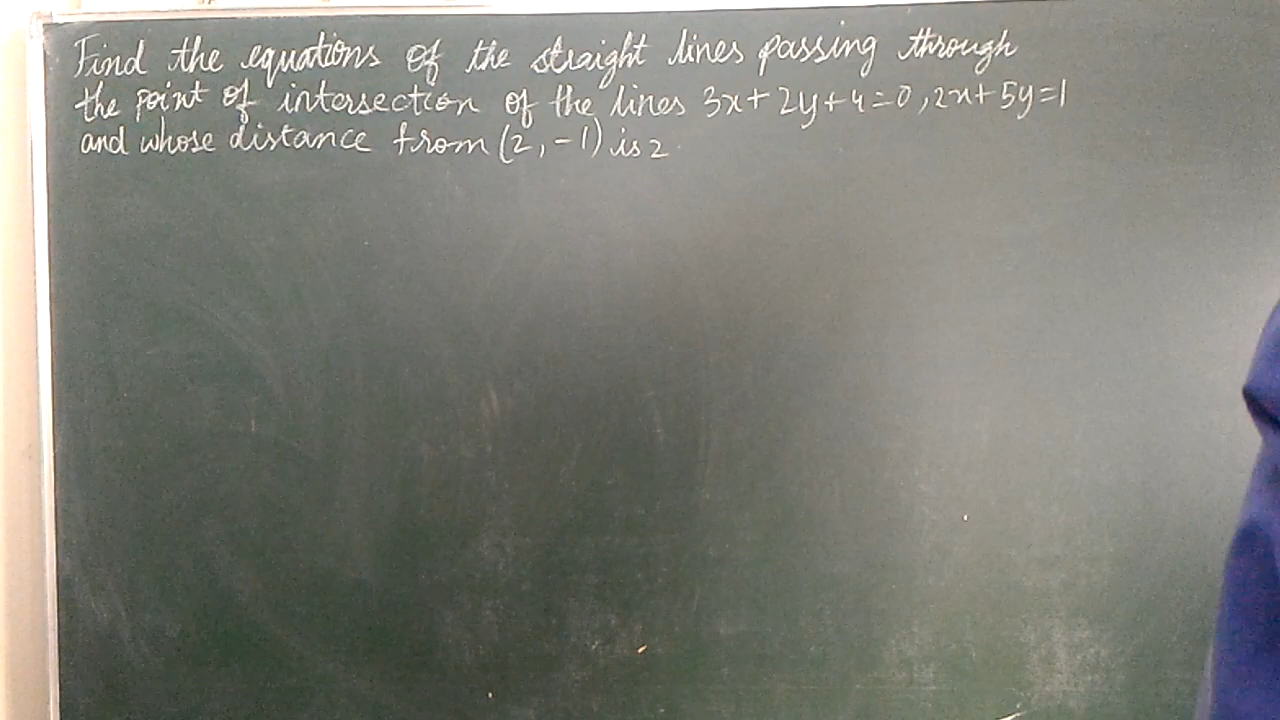 Find the equations of the straight lines passing through
the point of intersection of the lines 3x+2y+4=0, 2x+5y=1
and whose distance from (2,-1) is 2.